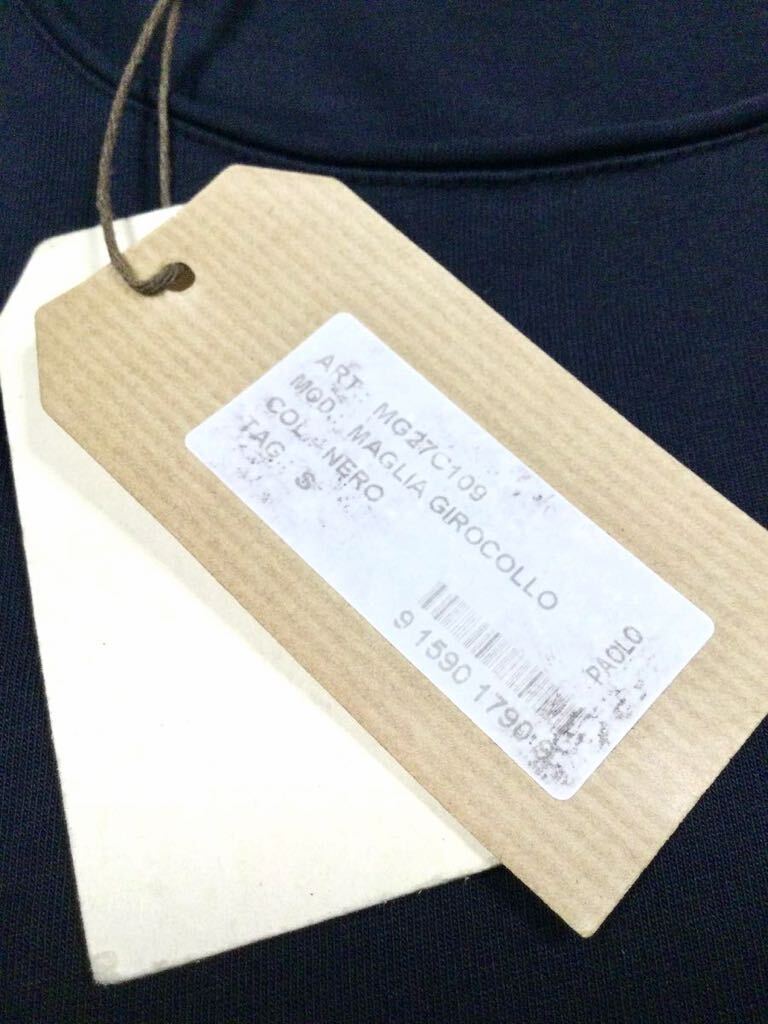 ART. MG27C109
MOD. MAGLIA GIROCOLLO
COL. NERO
TAG. S
PAOLO
9 1590 1790